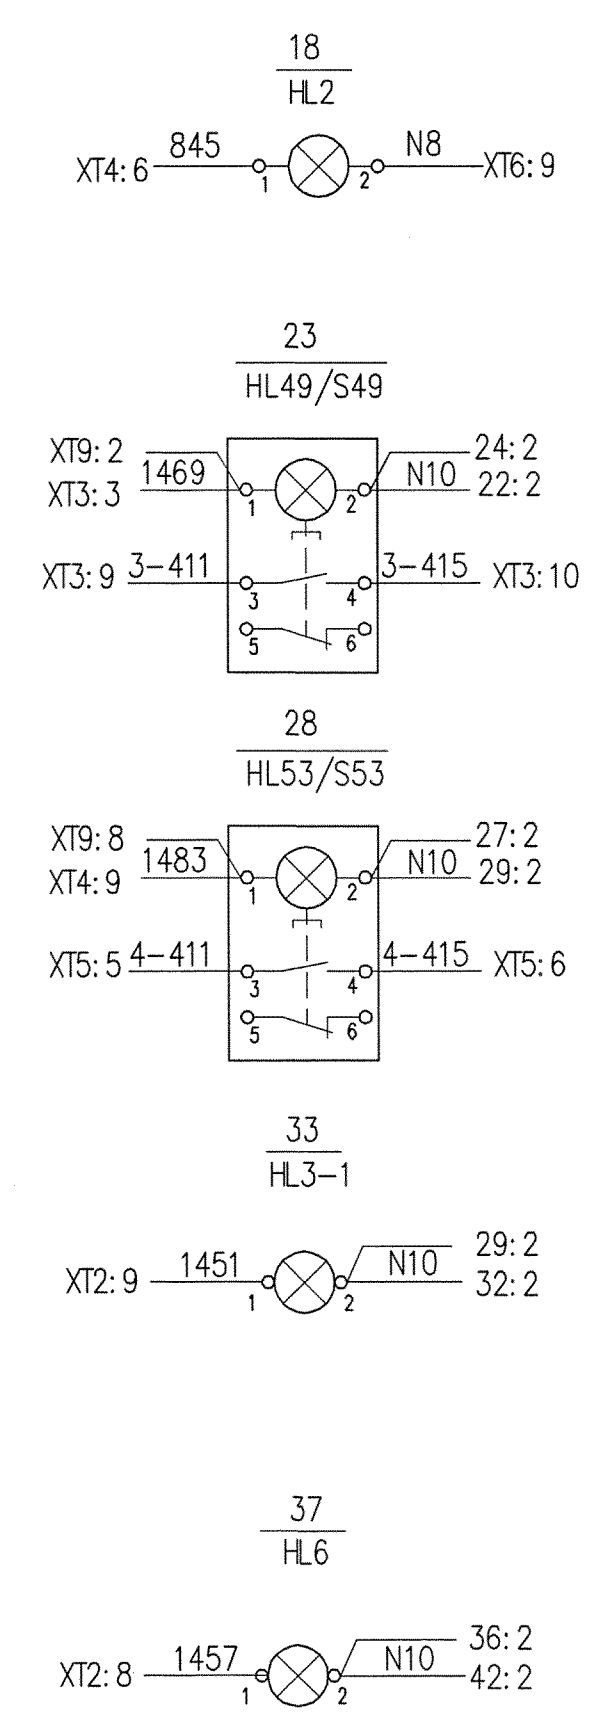 18
HL2
845 N8
XT4:6 XT6:9
1 2
23
HL49/S49
XT9:2 24:2
1469 N10
XT3:3 22:2
1 2
3-411 3-415
XT3:9 XT3:10
3 4
5 6
28
HL53/S53
XT9:8 27:2
1483 N10
XT4:9 29:2
1 2
4-411 4-415
XT5:5 XT5:6
3 4
5 6
33
HL3-1
29:2
1451 N10
XT2:9 32:2
1 2
37
HL6
36:2
1457 N10
XT2:8 42:2
1 2